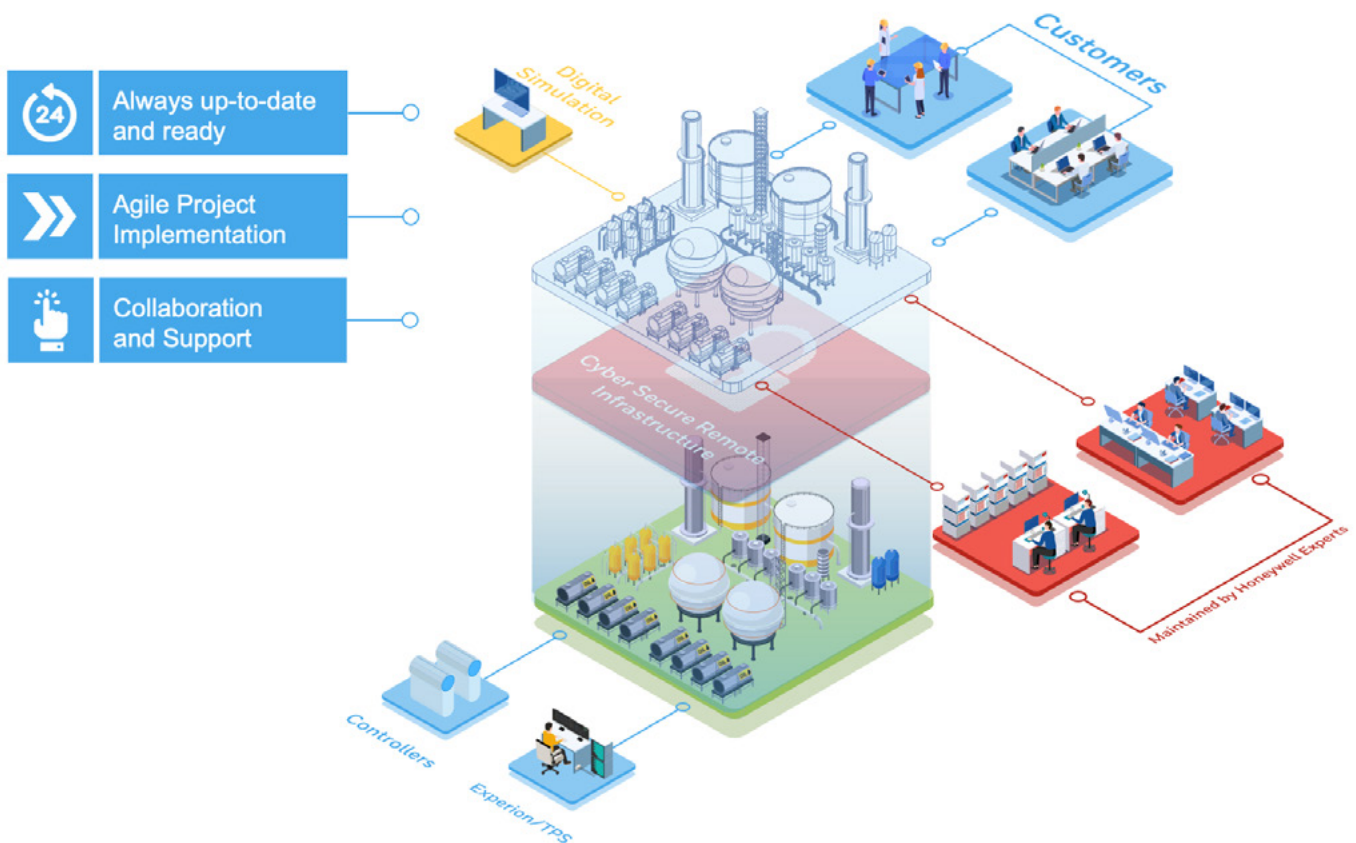 24
Always up-to-date
and ready
Agile Project
Implementation
Collaboration
and Support
Digital
Simulation
Customers
Cyber Secure Remote
Infrastructure
Maintained by Honeywell Experts
Controllers
Experion/TPS